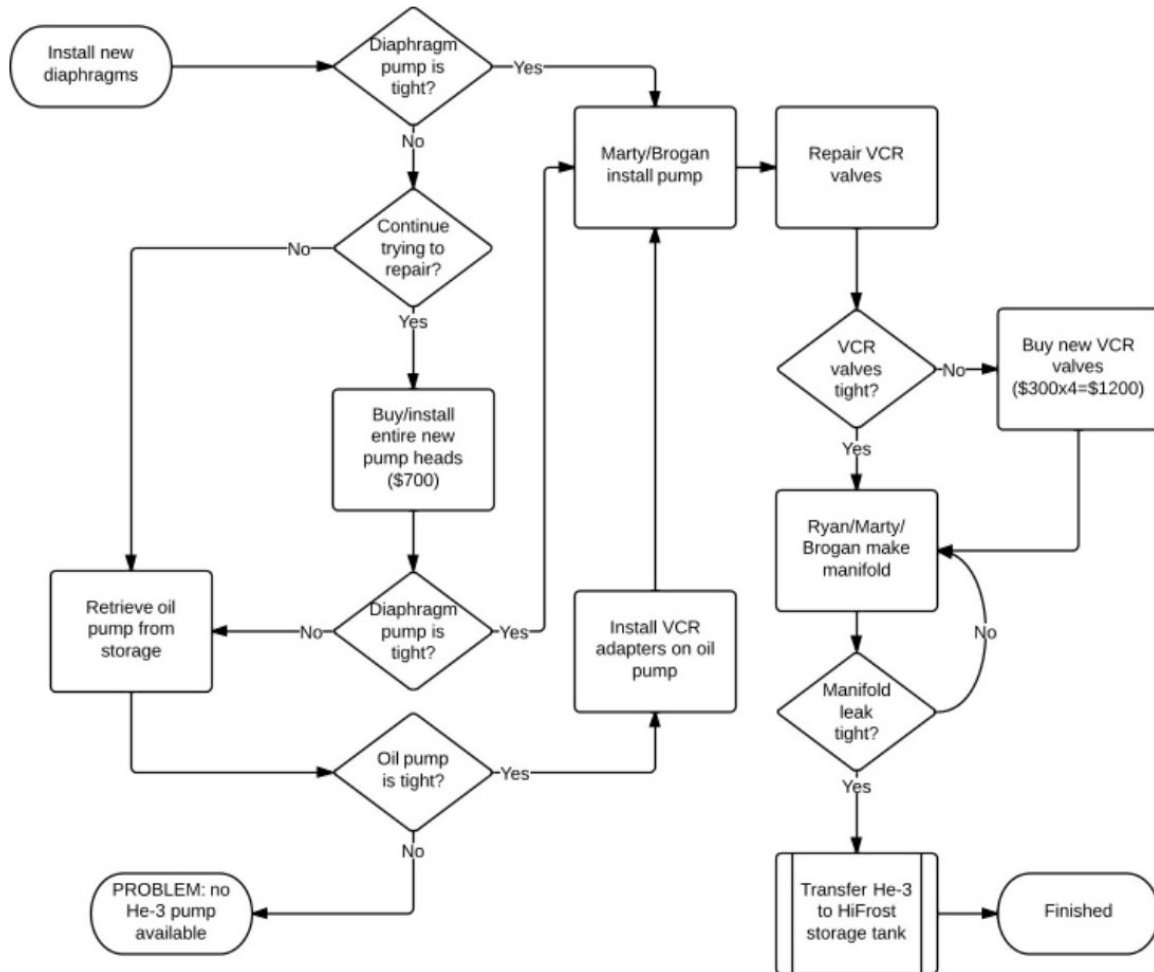 Install new
diaphragms
Diaphragm
pump is
tight?
Yes
No
Marty/Brogan
install pump
Repair VCR
valves
Continue
trying to
repair?
No
Yes
VCR
valves
tight?
No
Yes
Buy new VCR
valves
($300x4=$1200)
Buy/install
entire new
pump heads
($700)
Ryan/Marty/
Brogan make
manifold
Retrieve oil
pump from
storage
No
Diaphragm
pump is
tight?
Yes
Install VCR
adapters on oil
pump
No
Manifold
leak
tight?
Yes
Oil pump
is tight?
Yes
No
PROBLEM: no
He-3 pump
available
Transfer He-3
to HiFrost
storage tank
Finished